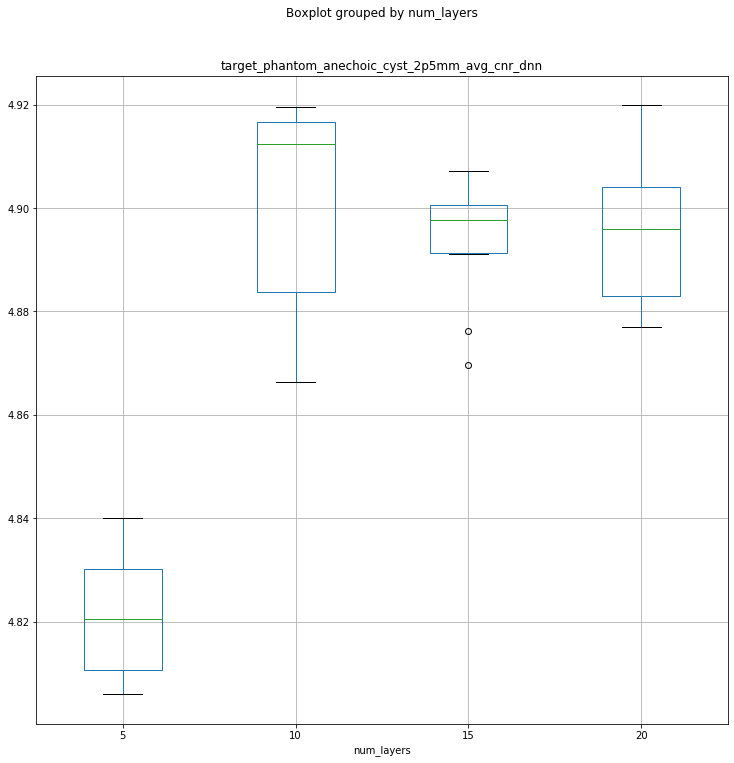 Boxplot grouped by num_layers
target_phantom_anechoic_cyst_2p5mm_avg_cnr_dnn
4.92
4.90
4.88
4.86
4.84
4.82
5 10 15 20
num_layers